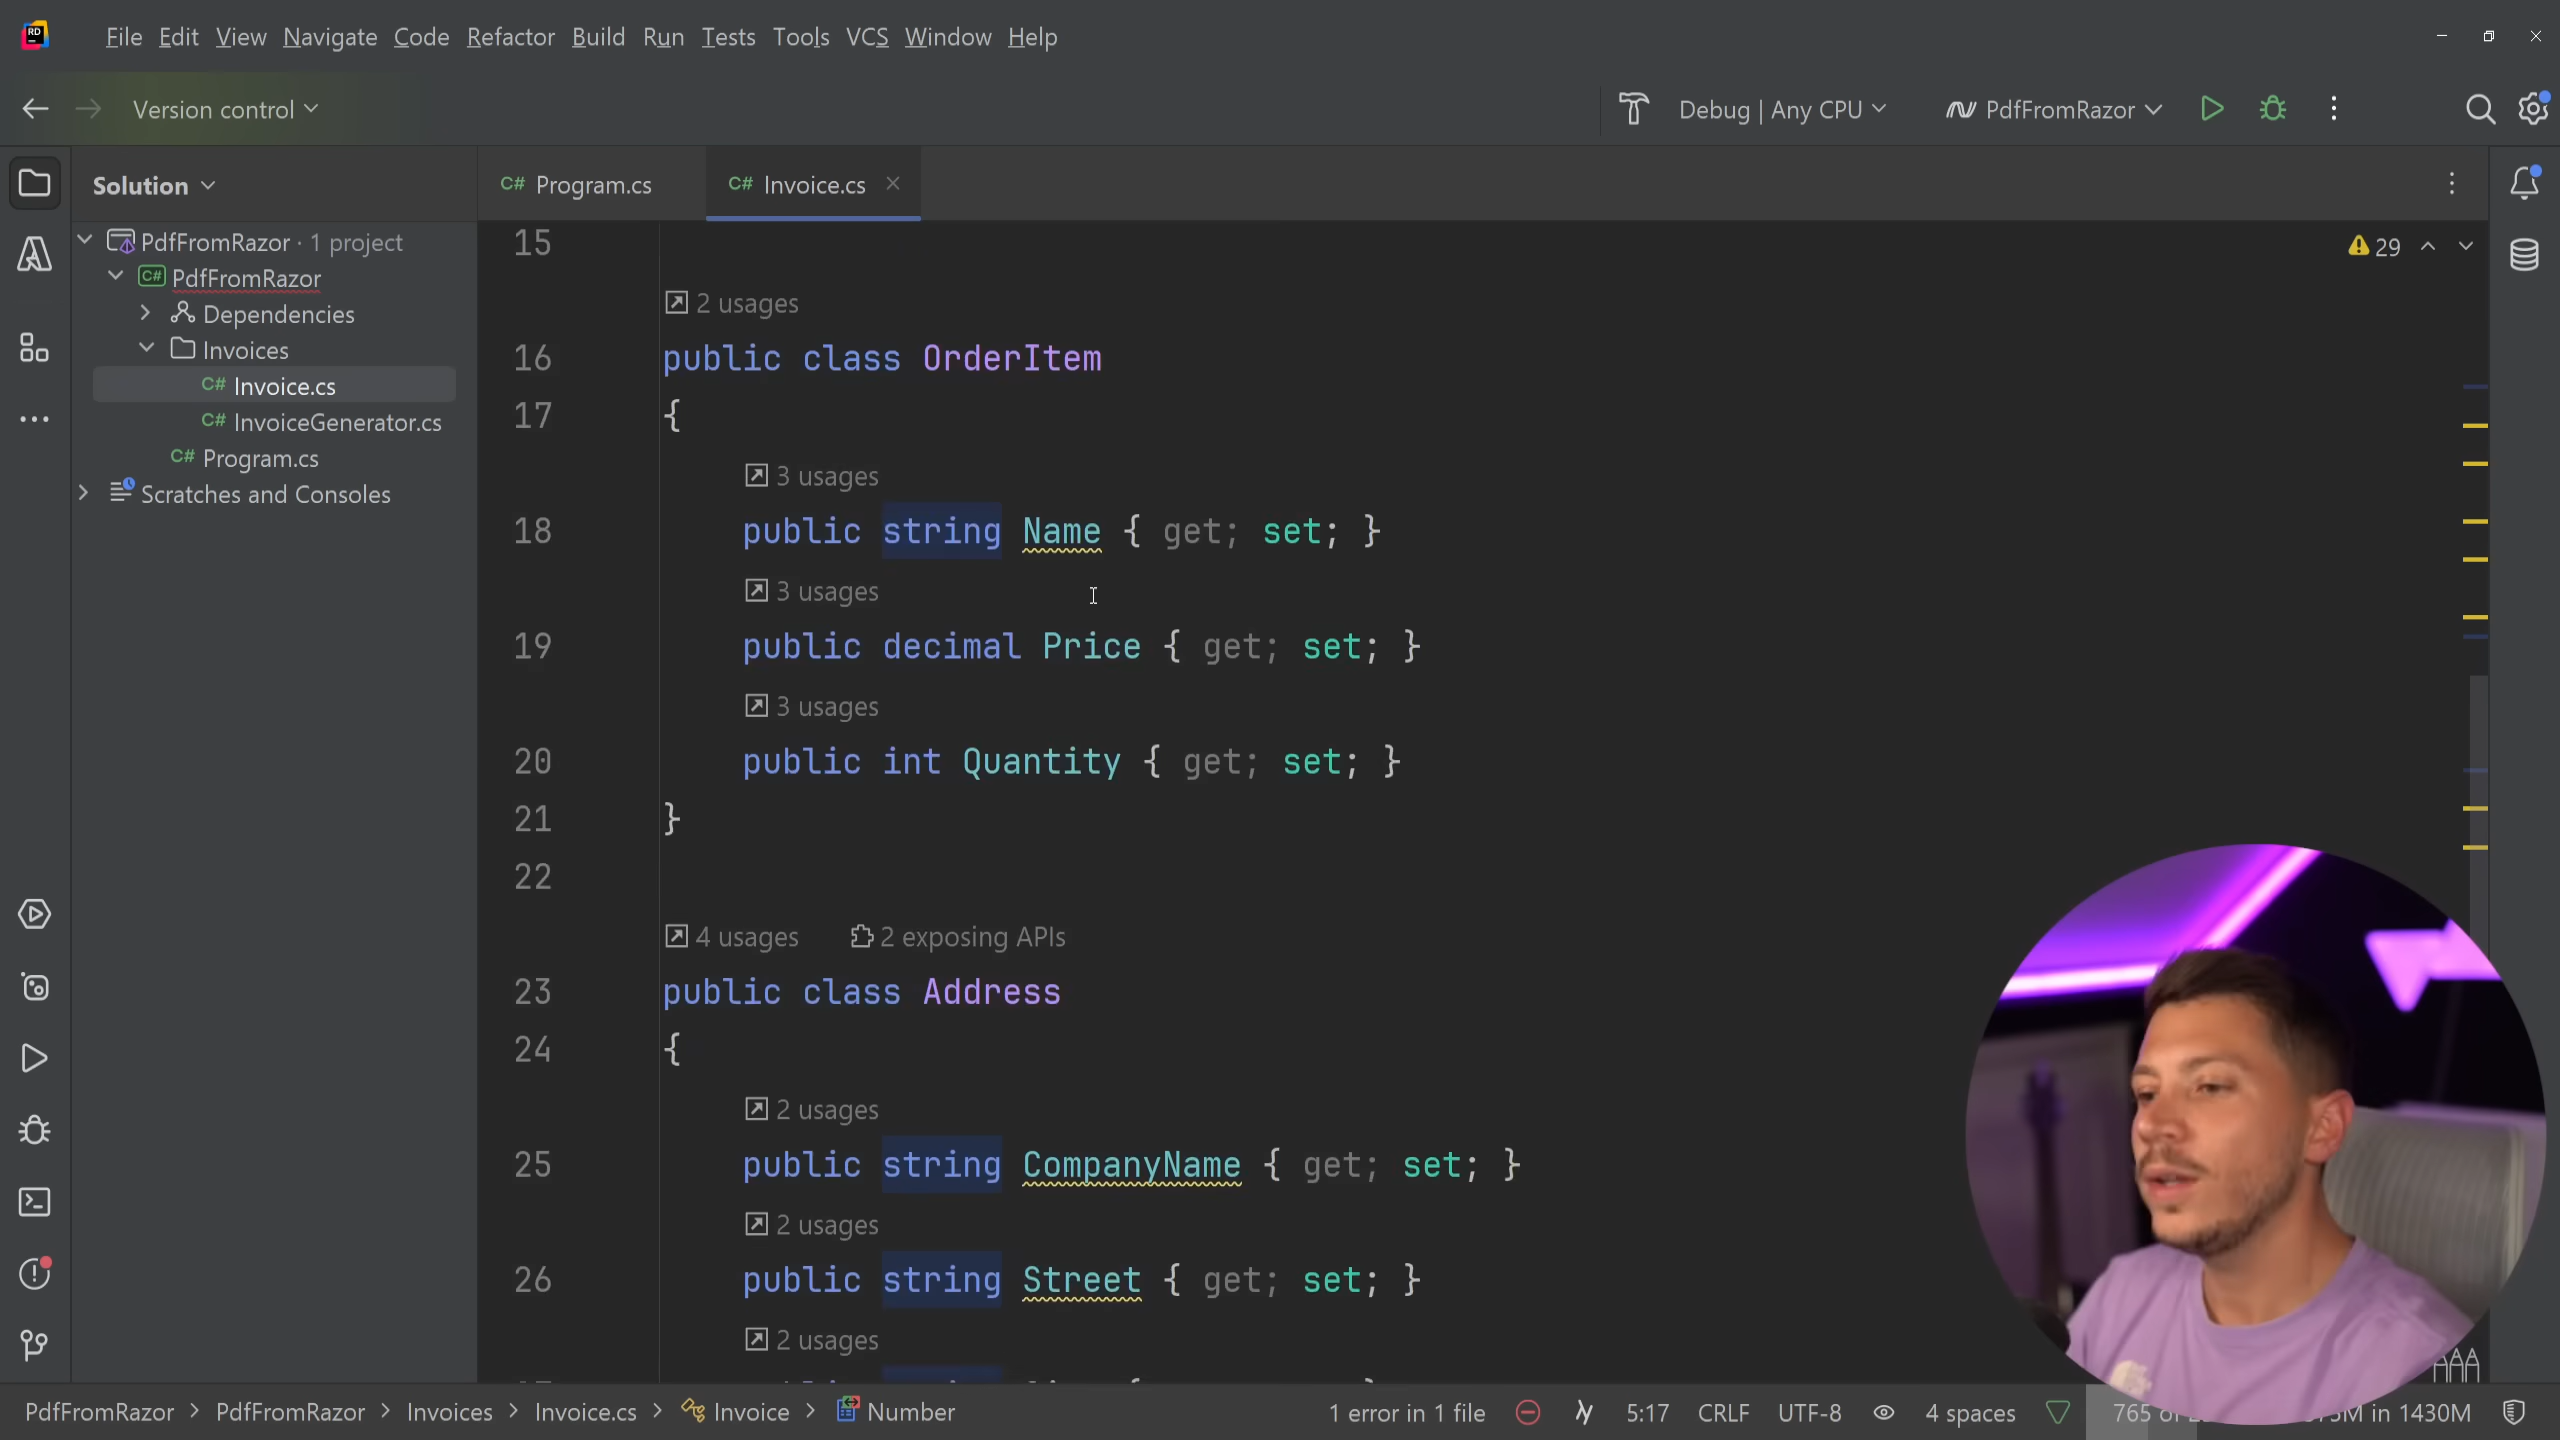 RD File Edit View Navigate Code Refactor Build Run Tests Tools VCS Window Help
Version control Debug | Any CPU PdfFromRazor
Solution
C# Program.cs C# Invoice.cs
PdfFromRazor · 1 project
C# PdfFromRazor
Dependencies
Invoices
C# Invoice.cs
C# InvoiceGenerator.cs
C# Program.cs
Scratches and Consoles
29
15
2 usages
16 public class OrderItem
17 {
3 usages
18 public string Name { get; set; }
3 usages
19 public decimal Price { get; set; }
3 usages
20 public int Quantity { get; set; }
21 }
22
4 usages 2 exposing APIs
23 public class Address
24 {
2 usages
25 public string CompanyName { get; set; }
2 usages
26 public string Street { get; set; }
2 usages
PdfFromRazor > PdfFromRazor > Invoices > Invoice.cs > Invoice > Number 1 error in 1 file 5:17 CRLF UTF-8 4 spaces 765 in 1430M